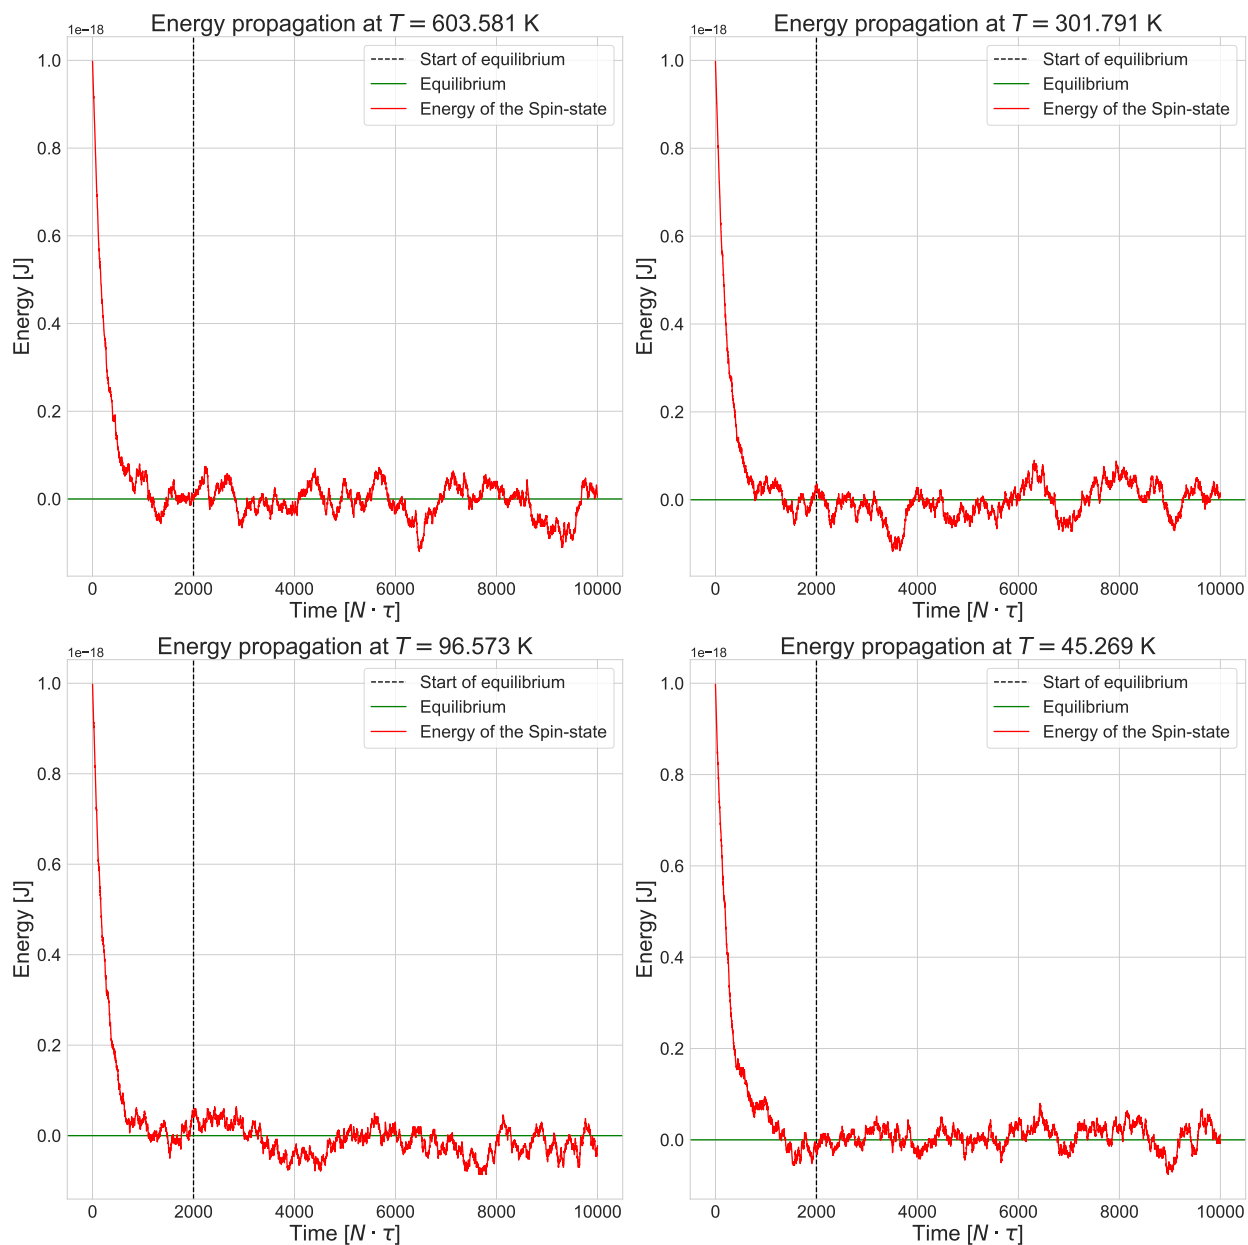 Energy propagation at T = 603.581 K
1e−18
Start of equilibrium
Equilibrium
Energy of the Spin-state
1.0
0.8
0.6
0.4
0.2
0.0
Energy [J]
0 2000 4000 6000 8000 10000
Time [N · τ]
Energy propagation at T = 301.791 K
1e−18
Start of equilibrium
Equilibrium
Energy of the Spin-state
1.0
0.8
0.6
0.4
0.2
0.0
Energy [J]
0 2000 4000 6000 8000 10000
Time [N · τ]
Energy propagation at T = 96.573 K
1e−18
Start of equilibrium
Equilibrium
Energy of the Spin-state
1.0
0.8
0.6
0.4
0.2
0.0
Energy [J]
0 2000 4000 6000 8000 10000
Time [N · τ]
Energy propagation at T = 45.269 K
1e−18
Start of equilibrium
Equilibrium
Energy of the Spin-state
1.0
0.8
0.6
0.4
0.2
0.0
Energy [J]
0 2000 4000 6000 8000 10000
Time [N · τ]